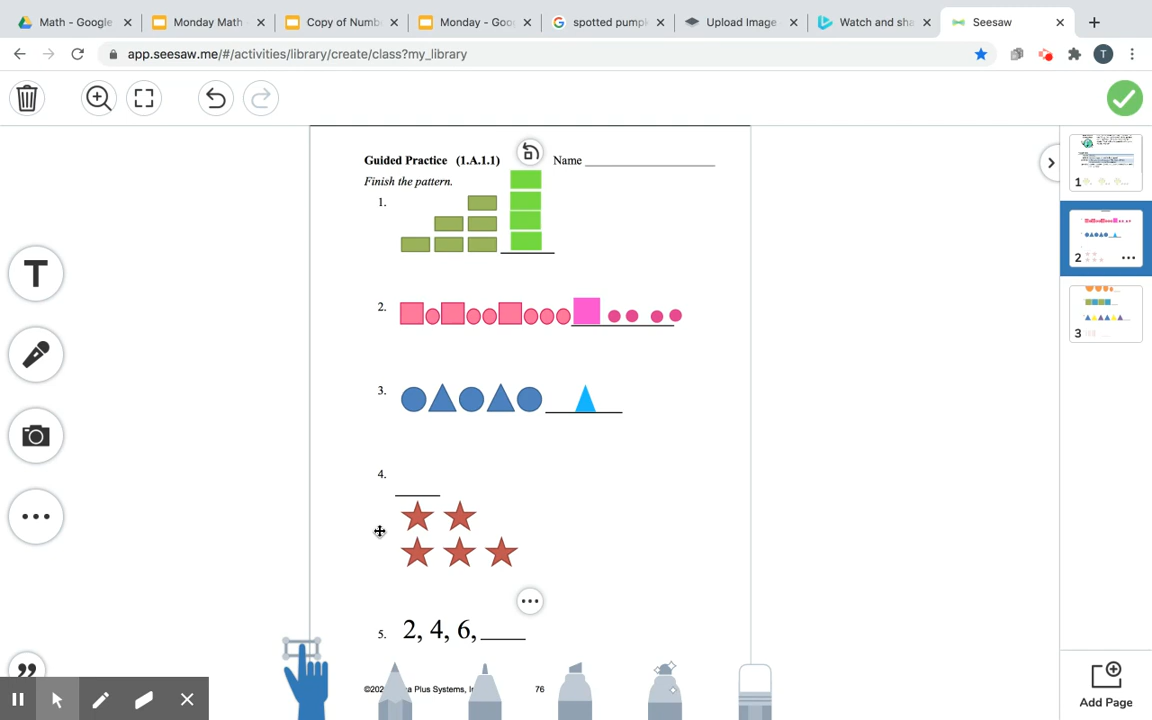 Math - Google
Monday Math
Copy of Numb
Monday - Goo
spotted pump
Upload Image
Watch and sha
Seesaw
app.seesaw.me/#/activities/library/create/class?my_library
T
Guided Practice (1.A.1.1) Name
Finish the pattern.
1.
2.
3.
4.
5. 2, 4, 6,
76
T
1
2
3
Add Page